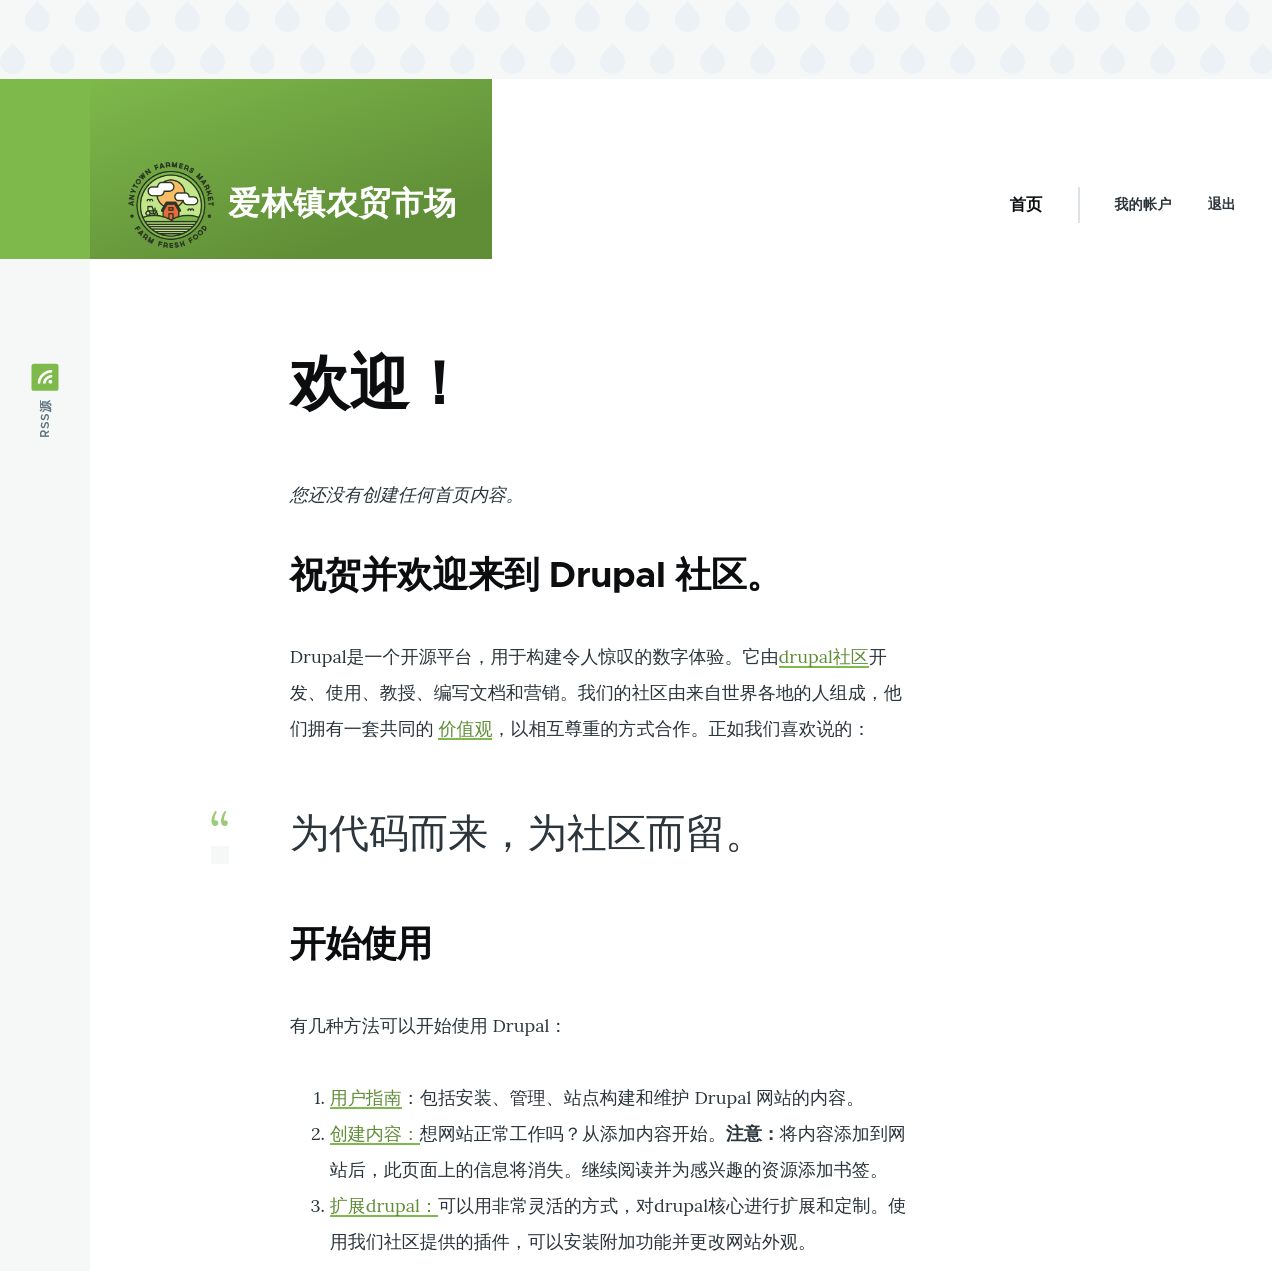 ANYTOWN FARMERS MARKET
FARM FRESH FOOD
爱林镇农贸市场
首页
我的帐户
退出
RSS源
欢迎！
您还没有创建任何首页内容。
祝贺并欢迎来到 Drupal 社区。
Drupal是一个开源平台，用于构建令人惊叹的数字体验。它由drupal社区开
发、使用、教授、编写文档和营销。我们的社区由来自世界各地的人组成，他
们拥有一套共同的 价值观，以相互尊重的方式合作。正如我们喜欢说的：
“
为代码而来，为社区而留。
开始使用
有几种方法可以开始使用 Drupal：
1. 用户指南：包括安装、管理、站点构建和维护 Drupal 网站的内容。
2. 创建内容：想网站正常工作吗？从添加内容开始。注意：将内容添加到网
站后，此页面上的信息将消失。继续阅读并为感兴趣的资源添加书签。
3. 扩展drupal：可以用非常灵活的方式，对drupal核心进行扩展和定制。使
用我们社区提供的插件，可以安装附加功能并更改网站外观。